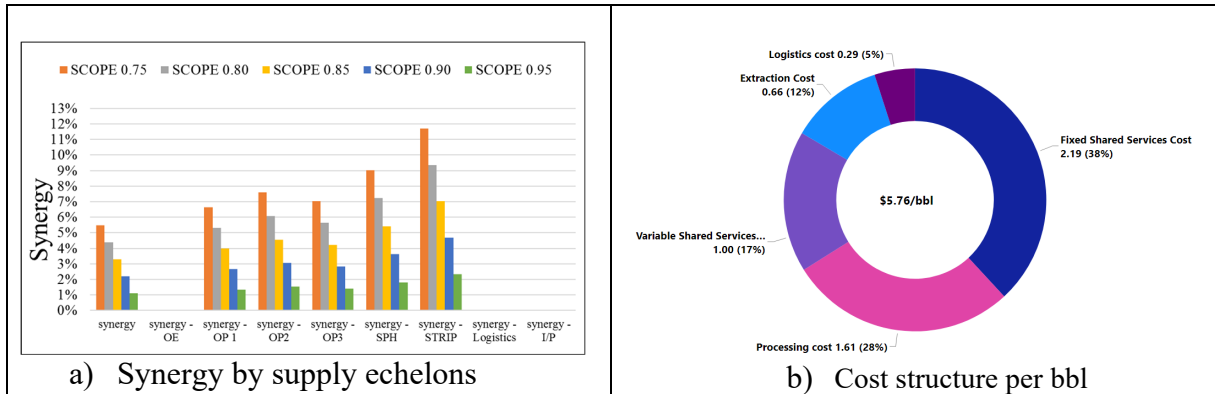 SCOPE 0.75 SCOPE 0.80 SCOPE 0.85 SCOPE 0.90 SCOPE 0.95
13%
12%
11%
10%
9%
8%
7%
6%
5%
4%
3%
2%
1%
0%
Synergy
synergy
synergy - OE
synergy - OP 1
synergy - OP2
synergy - OP3
synergy - SPH
synergy - STRIP
synergy - Logistics
synergy - I/P
a) Synergy by supply echelons
Logistics cost 0.29 (5%)
Extraction Cost
0.66 (12%)
Fixed Shared Services Cost
2.19 (38%)
$5.76/bbl
Variable Shared Services...
1.00 (17%)
Processing cost 1.61 (28%)
b) Cost structure per bbl